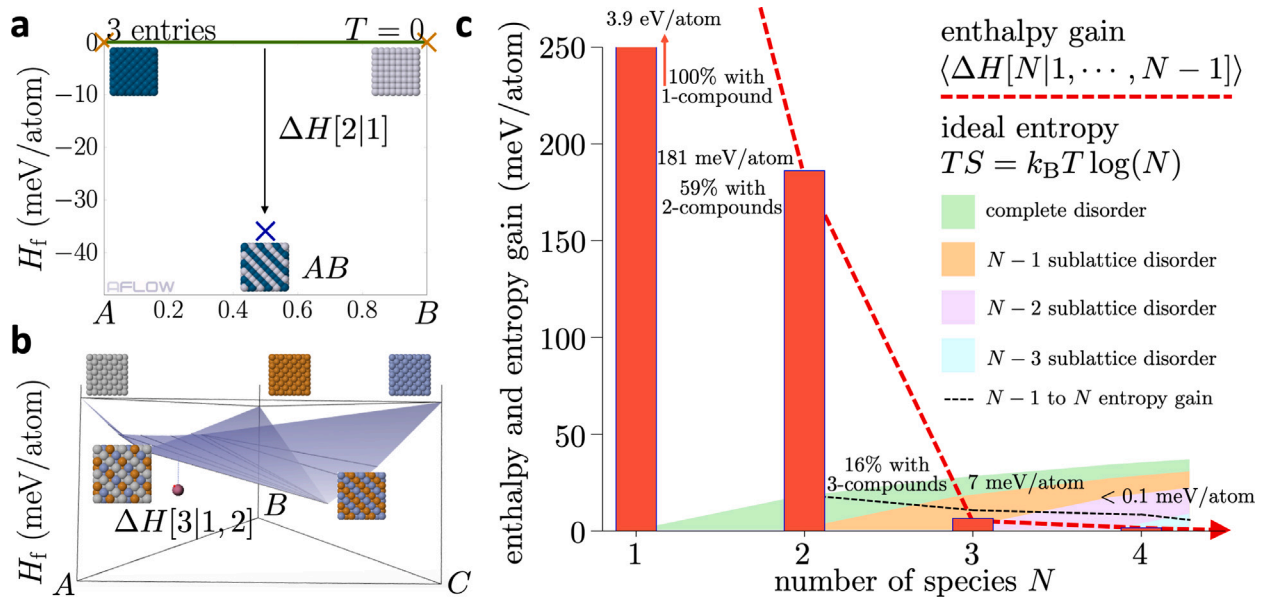 a
3 entries
T = 0
0
−10
−20
−30
−40
H_f (meV/atom)
ΔH[2|1]
AB
AFLOW
A
0.2
0.4
0.6
0.8
B
b
H_f (meV/atom)
ΔH[3|1, 2]
A
B
C
c
3.9 eV/atom
100% with
1-compound
181 meV/atom
59% with
2-compounds
16% with
3-compounds
7 meV/atom
< 0.1 meV/atom
enthalpy and entropy gain (meV/atom)
250
200
150
100
50
0
1
2
3
4
number of species N
enthalpy gain
⟨ΔH[N|1, ⋯ , N − 1]⟩
ideal entropy
TS = k_B T log(N)
complete disorder
N − 1 sublattice disorder
N − 2 sublattice disorder
N − 3 sublattice disorder
N − 1 to N entropy gain